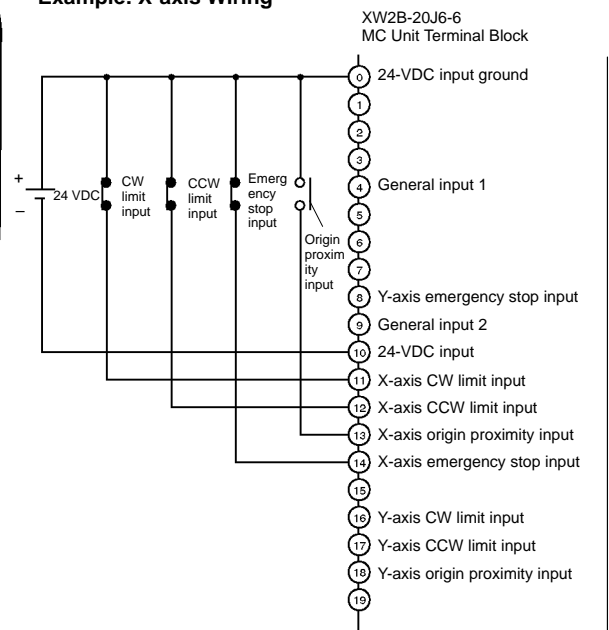 Example: X-axis Wiring
XW2B-20J6-6
MC Unit Terminal Block
0 24-VDC input ground
1
2
3
4 General input 1
5
6
7
8 Y-axis emergency stop input
9 General input 2
10 24-VDC input
11 X-axis CW limit input
12 X-axis CCW limit input
13 X-axis origin proximity input
14 X-axis emergency stop input
15
16 Y-axis CW limit input
17 Y-axis CCW limit input
18 Y-axis origin proximity input
19
+
–
24 VDC
CW
limit
input
CCW
limit
input
Emerg
ency
stop
input
Origin
proxim
ity
input